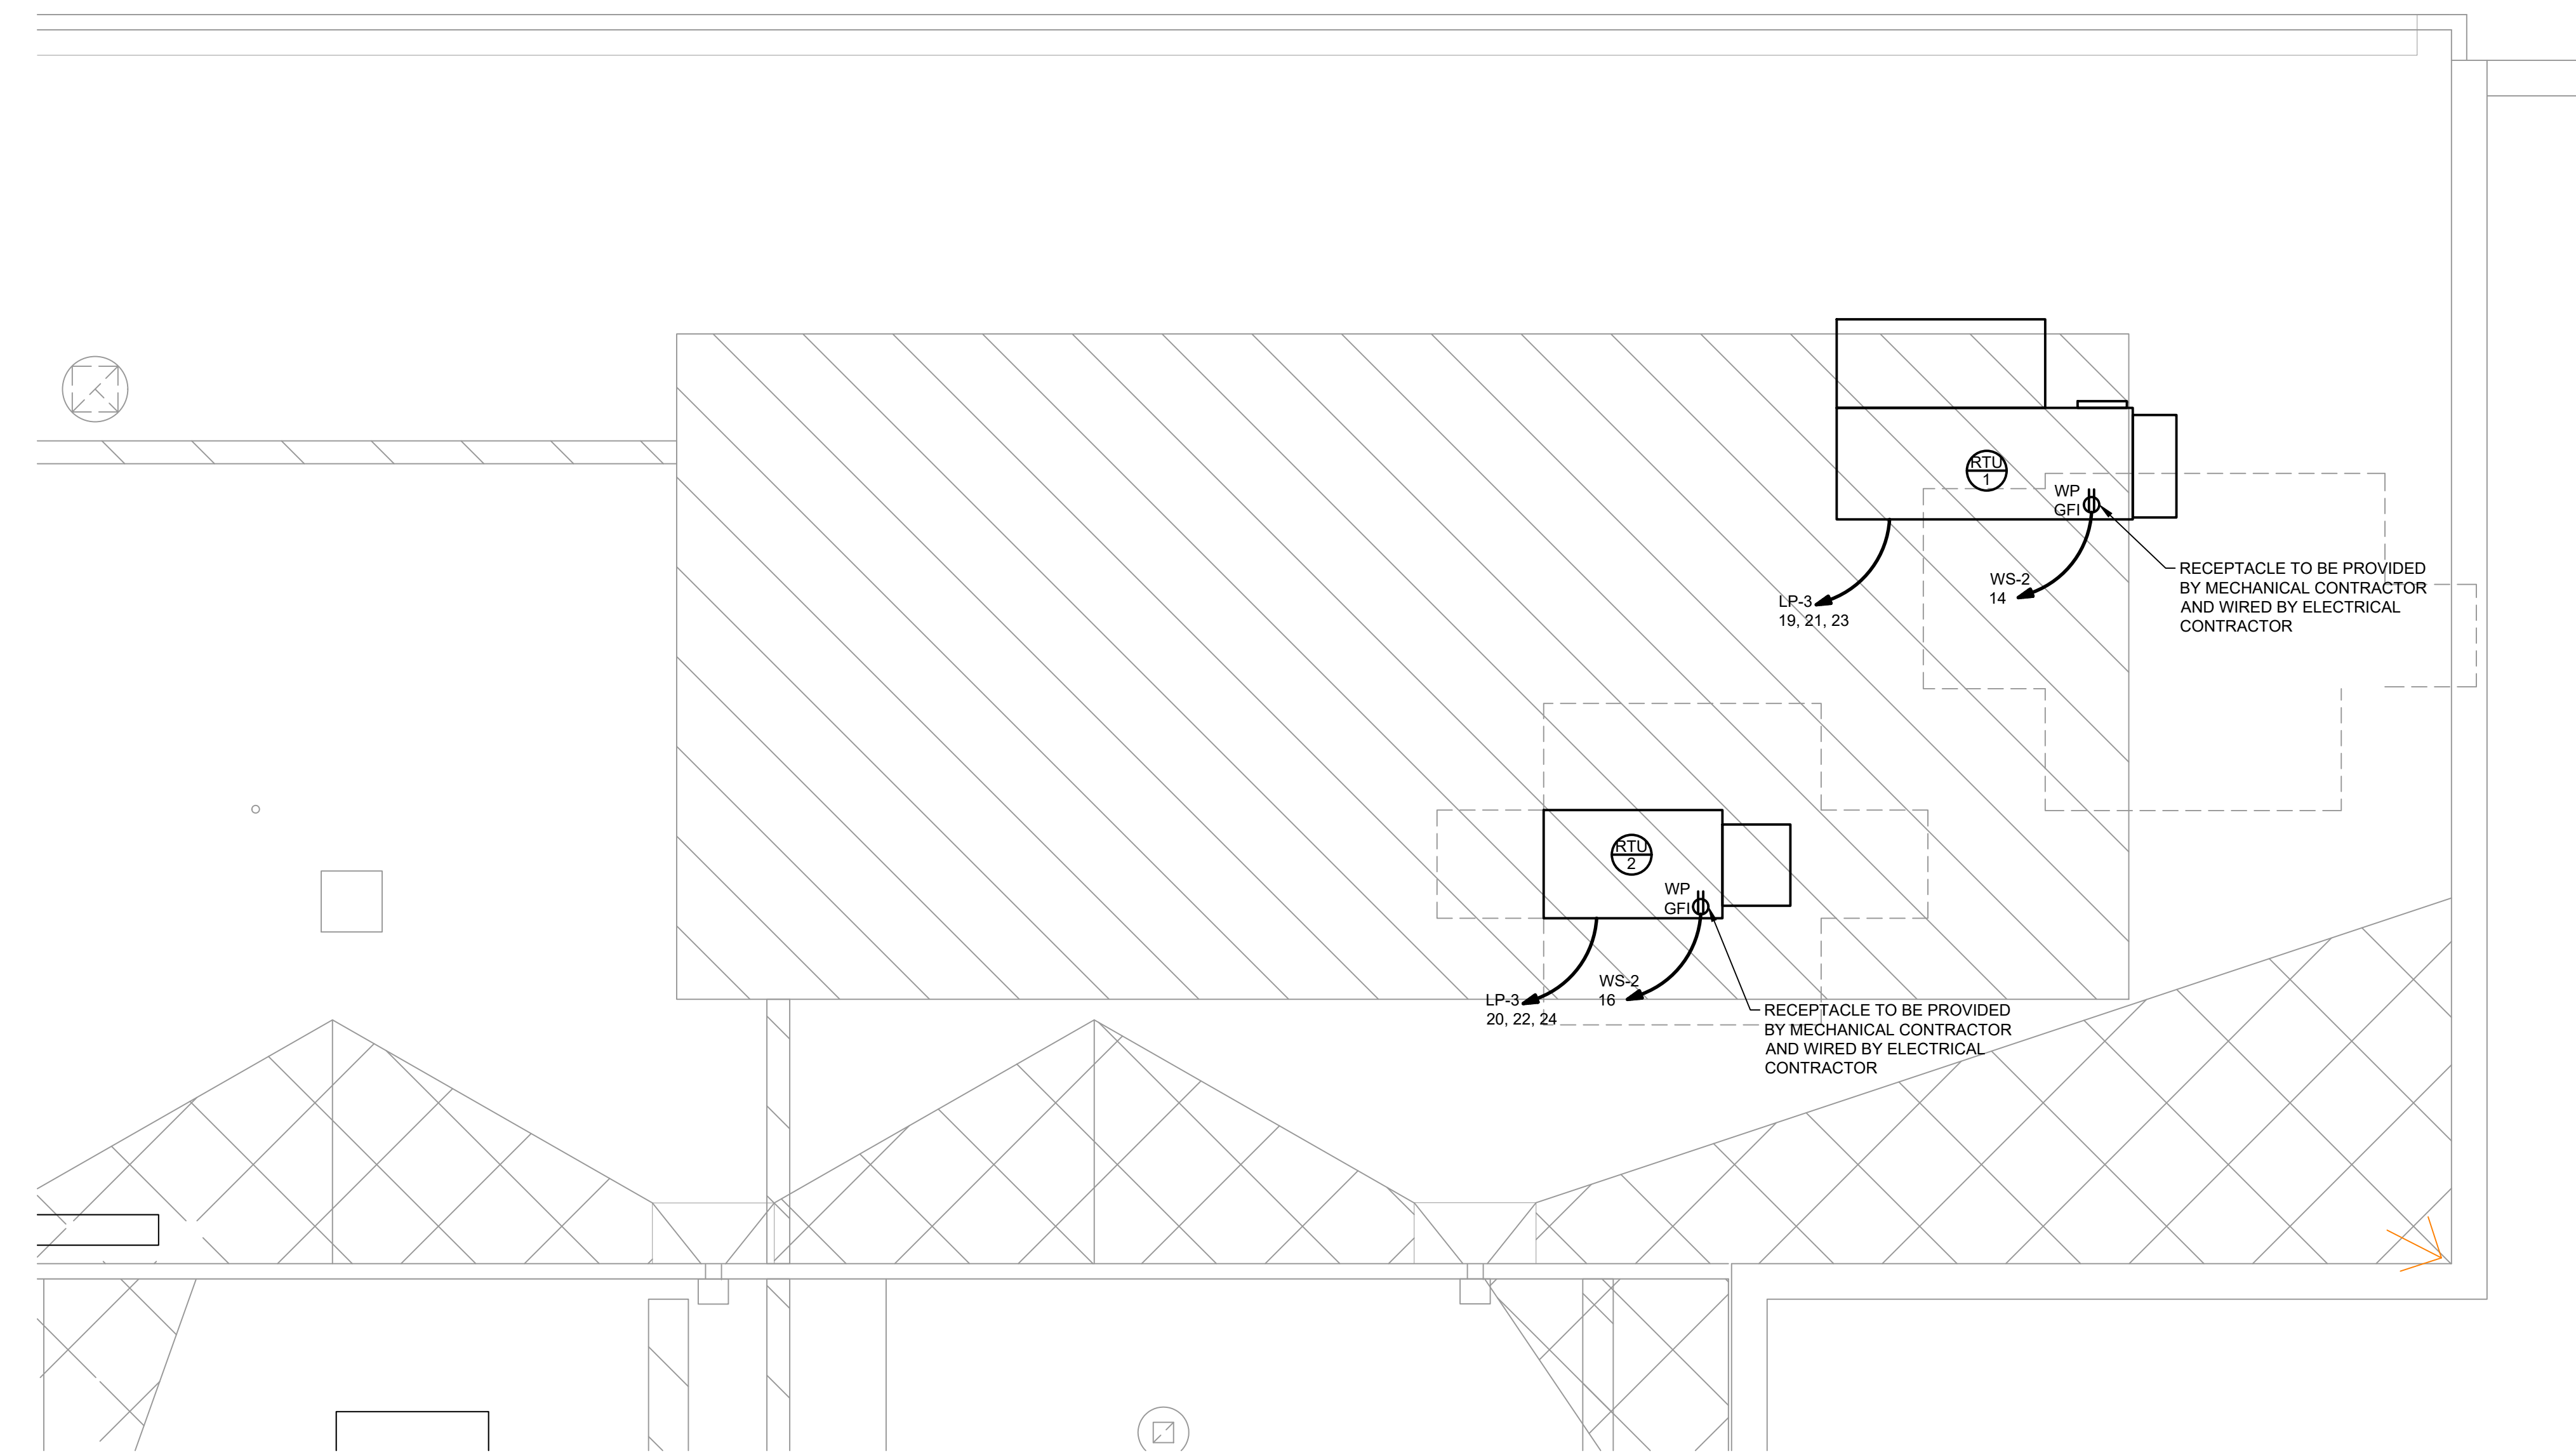 RTU
1
WP
GFI
RECEPTACLE TO BE PROVIDED
BY MECHANICAL CONTRACTOR
AND WIRED BY ELECTRICAL
CONTRACTOR
WS-2
14
LP-3
19, 21, 23
RTU
2
WP
GFI
WS-2
16
LP-3
20, 22, 24
RECEPTACLE TO BE PROVIDED
BY MECHANICAL CONTRACTOR
AND WIRED BY ELECTRICAL
CONTRACTOR